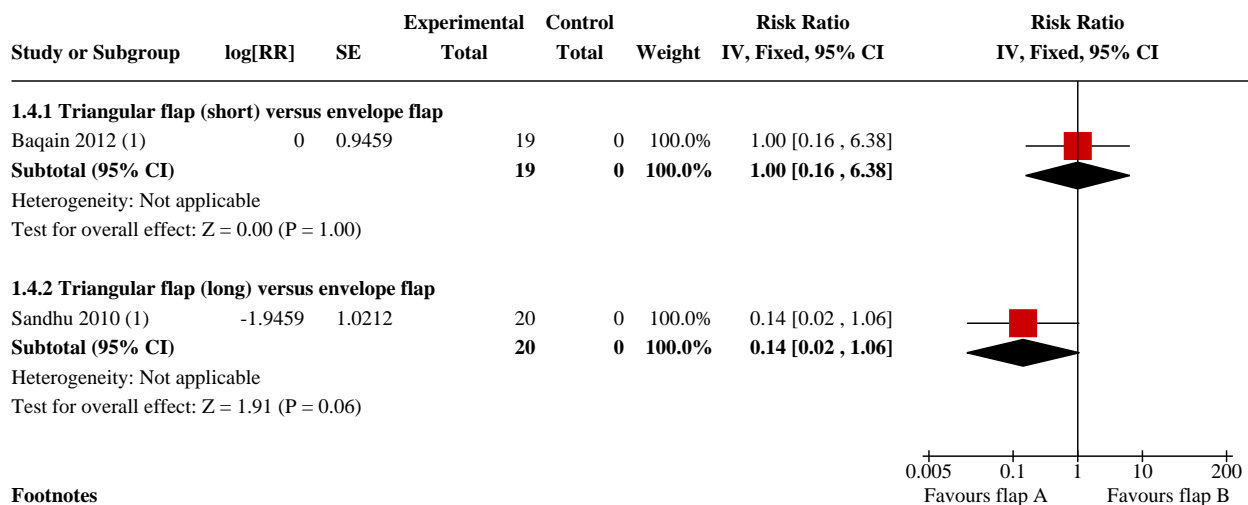 Experimental Control Risk Ratio Risk Ratio
Study or Subgroup log[RR] SE Total Total Weight IV, Fixed, 95% CI IV, Fixed, 95% CI
1.4.1 Triangular flap (short) versus envelope flap
Baqain 2012 (1) 0 0.9459 19 0 100.0% 1.00 [0.16 , 6.38]
Subtotal (95% CI) 19 0 100.0% 1.00 [0.16 , 6.38]
Heterogeneity: Not applicable
Test for overall effect: Z = 0.00 (P = 1.00)
1.4.2 Triangular flap (long) versus envelope flap
Sandhu 2010 (1) -1.9459 1.0212 20 0 100.0% 0.14 [0.02 , 1.06]
Subtotal (95% CI) 20 0 100.0% 0.14 [0.02 , 1.06]
Heterogeneity: Not applicable
Test for overall effect: Z = 1.91 (P = 0.06)
0.005 0.1 1 10 200
Footnotes Favours flap A Favours flap B